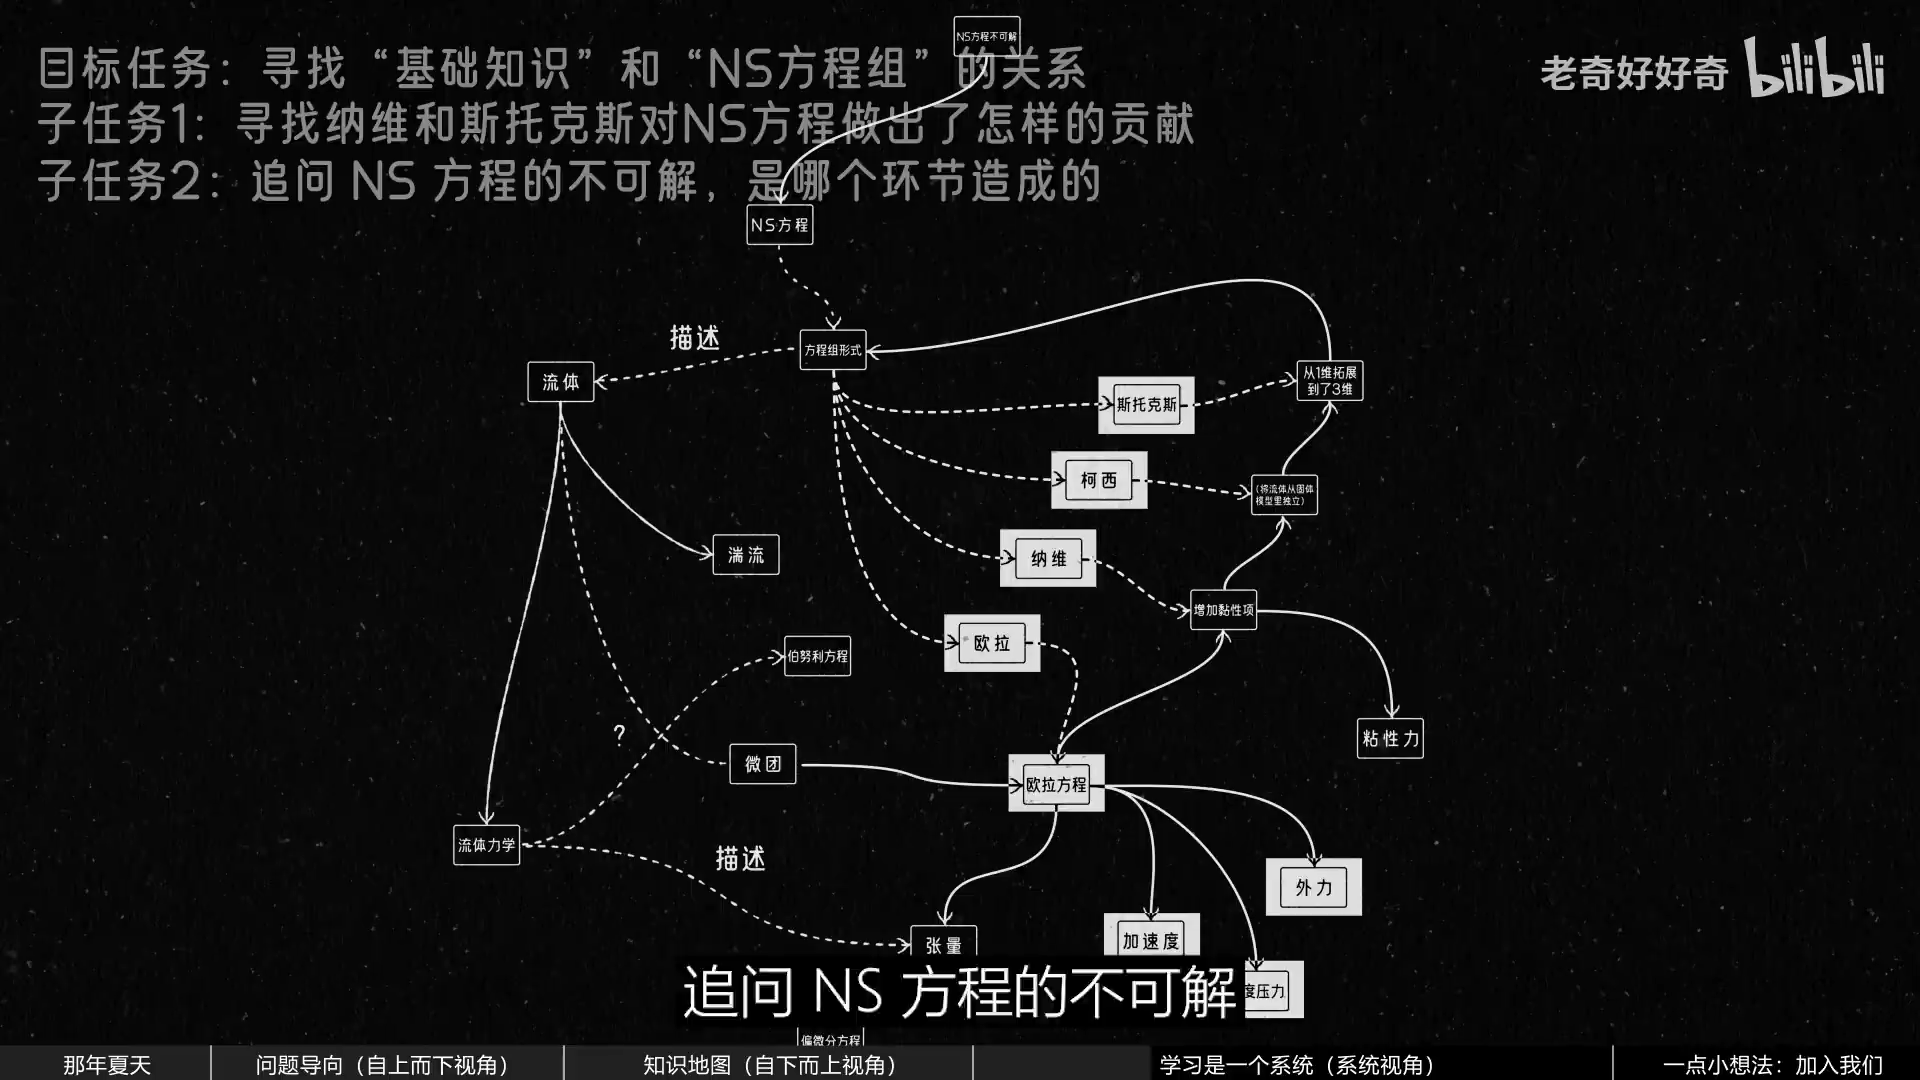 NS方程不可解
目标任务：寻找“基础知识”和“NS方程组”的关系
老奇好好奇 bilibili
子任务1：寻找纳维和斯托克斯对NS方程做出了怎样的贡献
子任务2：追问 NS 方程的不可解，是哪个环节造成的
NS方程
描述
方程组形式
流体
从1维拓展
到了3维
斯托克斯
柯西
(将流体从固体
模型里独立)
湍流
纳维
增加黏性项
欧拉
伯努利方程
?
粘性力
微团
欧拉方程
流体力学
描述
外力
张量
加速度
度压力
追问 NS 方程的不可解
偏微分方程
那年夏天
问题导向（自上而下视角）
知识地图（自下而上视角）
学习是一个系统（系统视角）
一点小想法：加入我们